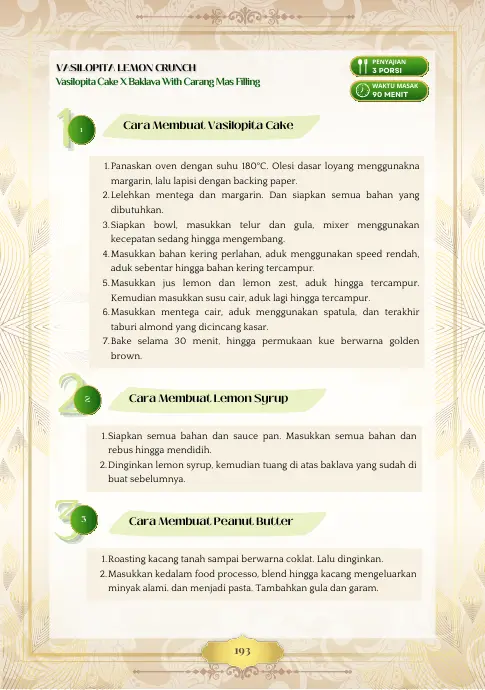 VASILOPITA LEMON CRUNCH
Vasilopita Cake X Baklava With Carang Mas Filling
PENYAJIAN
3 PORSI
WAKTU MASAK
90 MENIT
1
1
Cara Membuat Vasilopita Cake
1. Panaskan oven dengan suhu 180°C. Olesi dasar loyang menggunakna
margarin, lalu lapisi dengan backing paper.
2. Lelehkan mentega dan margarin. Dan siapkan semua bahan yang
dibutuhkan.
3. Siapkan bowl, masukkan telur dan gula, mixer menggunakan
kecepatan sedang hingga mengembang.
4. Masukkan bahan kering perlahan, aduk menggunakan speed rendah,
aduk sebentar hingga bahan kering tercampur.
5. Masukkan jus lemon dan lemon zest, aduk hingga tercampur.
Kemudian masukkan susu cair, aduk lagi hingga tercampur.
6. Masukkan mentega cair, aduk menggunakan spatula, dan terakhir
taburi almond yang dicincang kasar.
7. Bake selama 30 menit, hingga permukaan kue berwarna golden
brown.
2
2
Cara Membuat Lemon Syrup
1. Siapkan semua bahan dan sauce pan. Masukkan semua bahan dan
rebus hingga mendidih.
2. Dinginkan lemon syrup, kemudian tuang di atas baklava yang sudah di
buat sebelumnya.
3
3
Cara Membuat Peanut Butter
1. Roasting kacang tanah sampai berwarna coklat. Lalu dinginkan.
2. Masukkan kedalam food processo, blend hingga kacang mengeluarkan
minyak alami. dan menjadi pasta. Tambahkan gula dan garam.
193